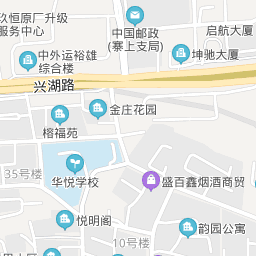 玖恒原厂升级
服务中心
中国邮政
(寨上支局)
启航大厦
坤驰大厦
中外运裕雄
综合楼
兴湖路
金庄花园
榕福苑
35号楼
华悦学校
盛百鑫烟酒商贸
悦明阁
10号楼
韵园公寓